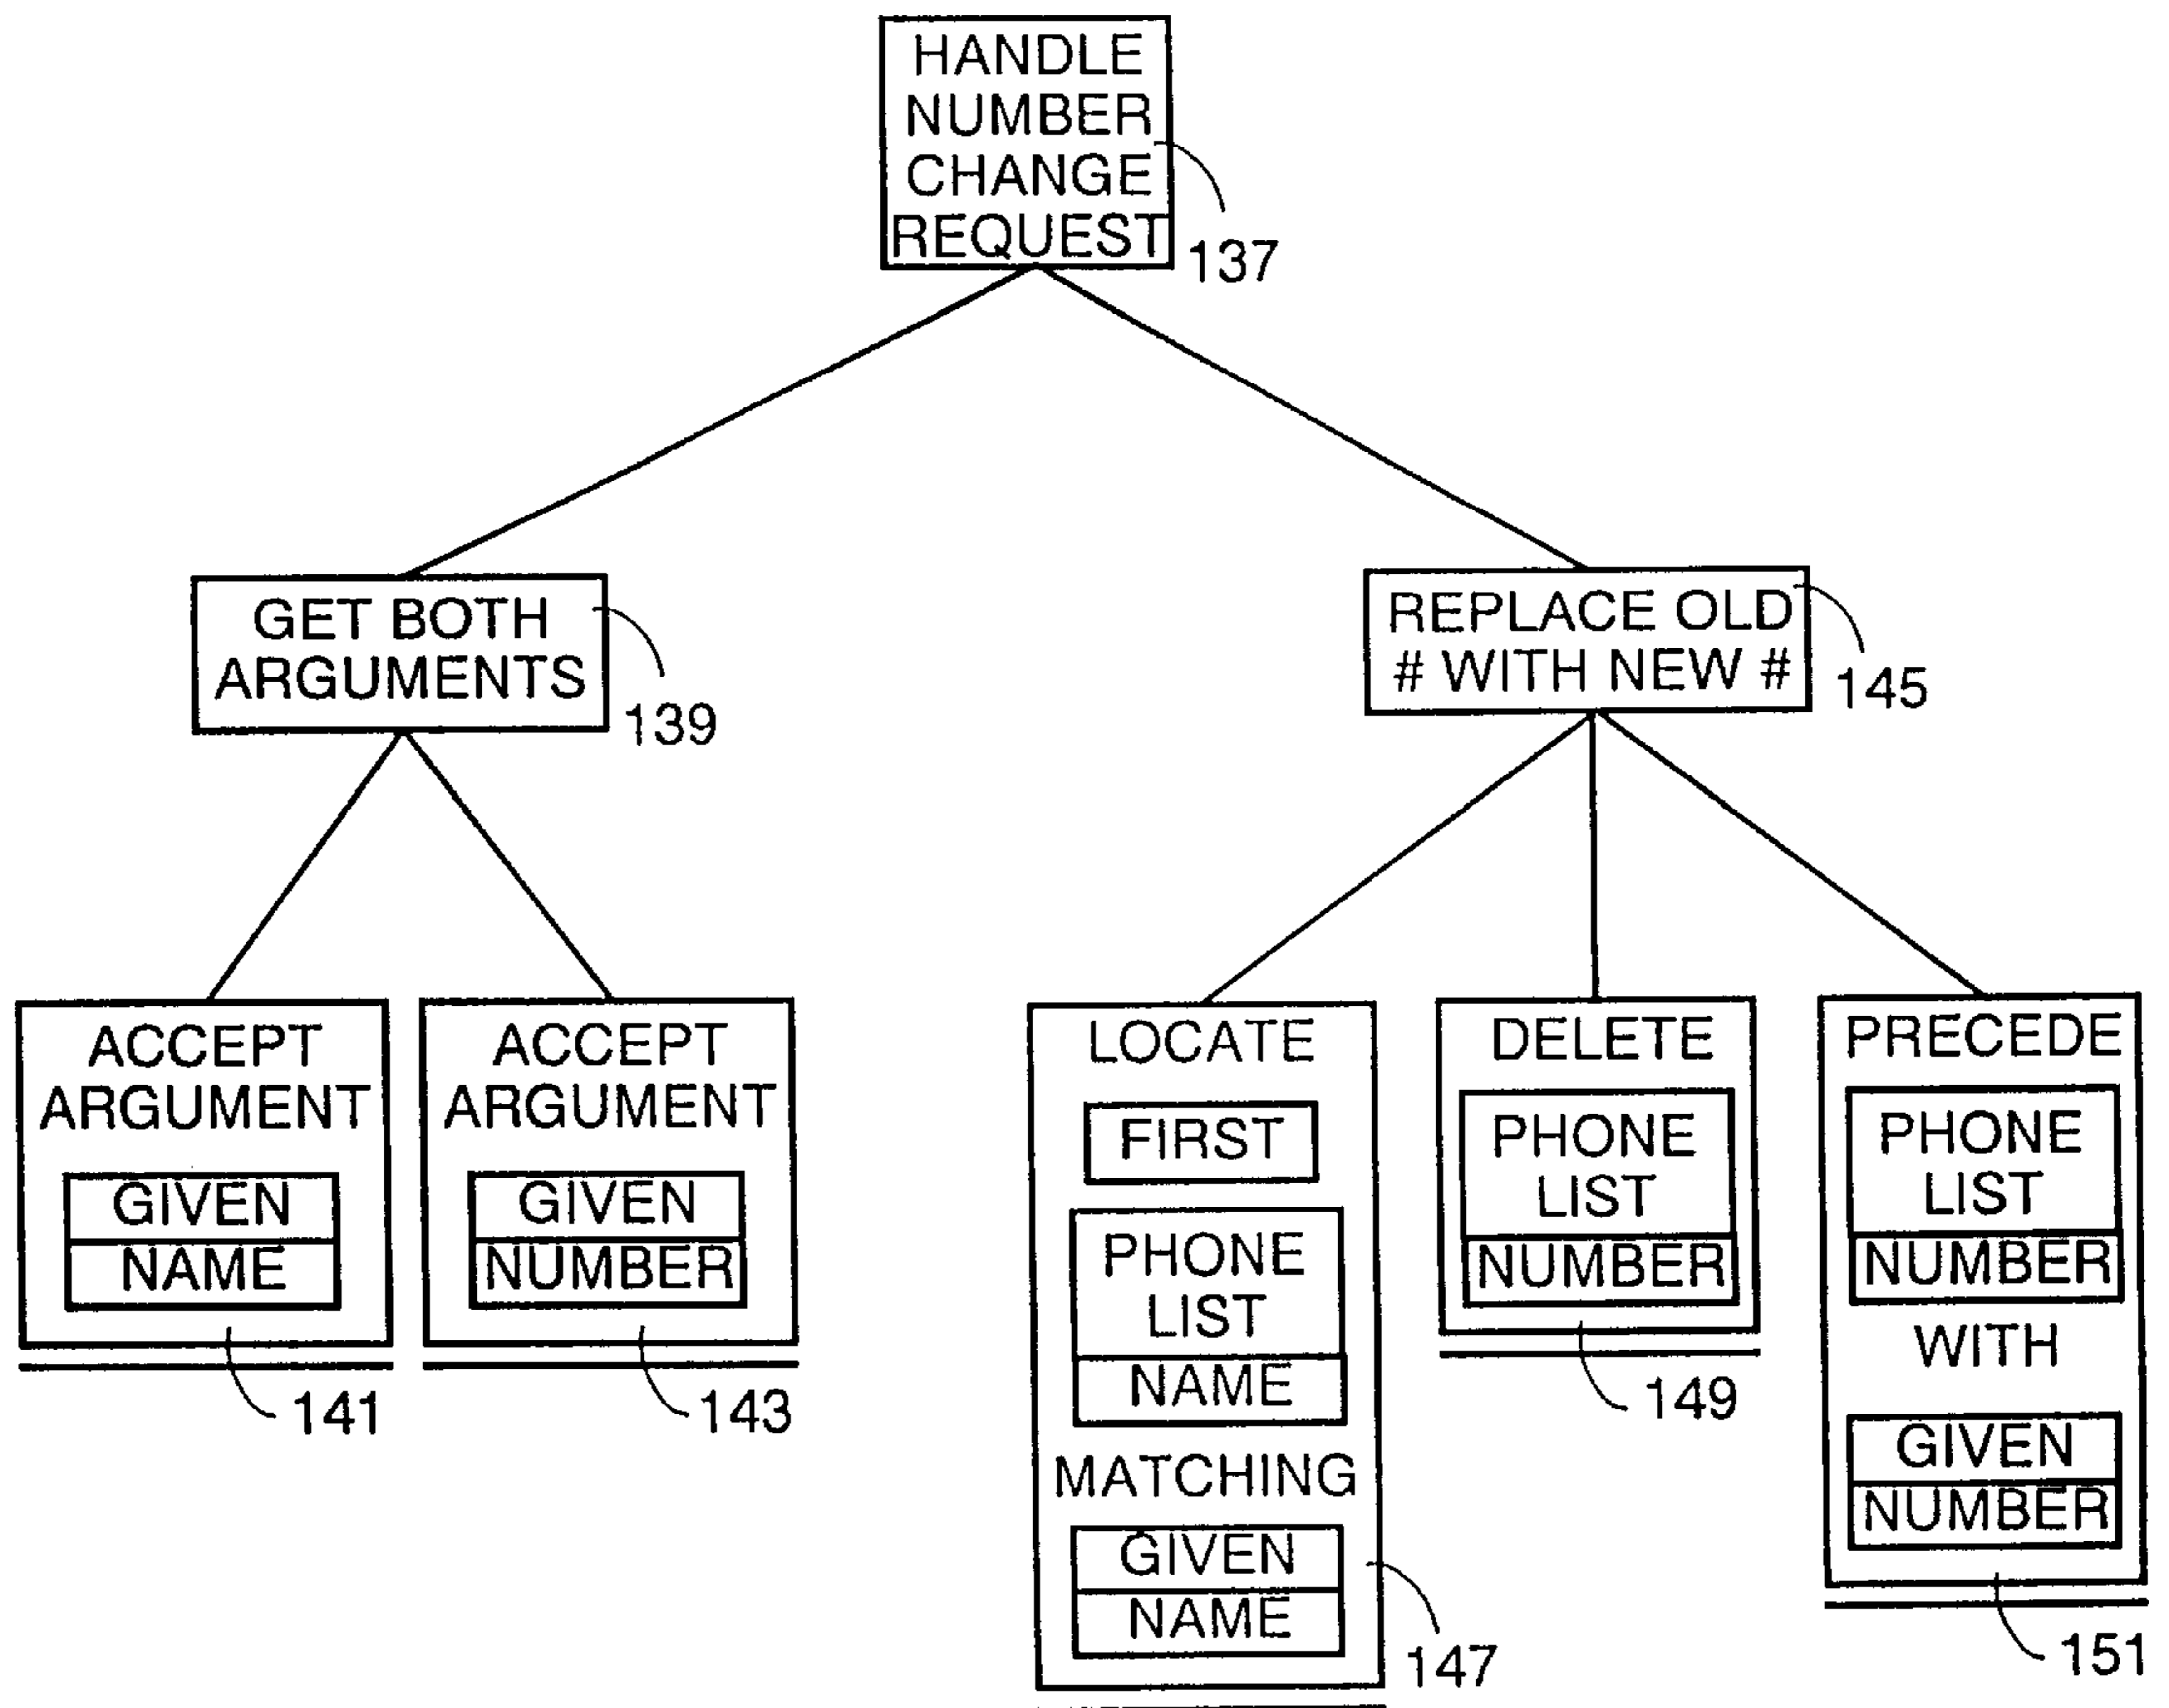 HANDLE
NUMBER
CHANGE
REQUEST
137
GET BOTH
ARGUMENTS
139
REPLACE OLD
# WITH NEW #
145
ACCEPT
ARGUMENT
GIVEN
NAME
141
ACCEPT
ARGUMENT
GIVEN
NUMBER
143
LOCATE
FIRST
PHONE
LIST
NAME
MATCHING
GIVEN
NAME
147
DELETE
PHONE
LIST
NUMBER
149
PRECEDE
PHONE
LIST
NUMBER
WITH
GIVEN
NUMBER
151